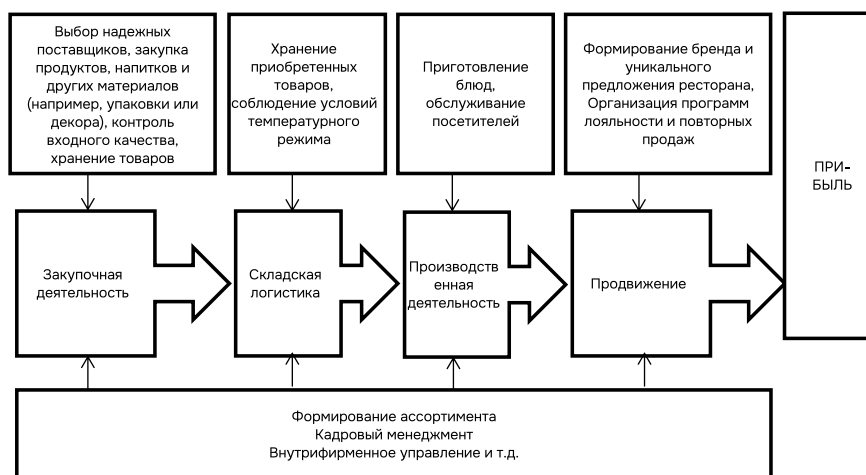 Выбор надежных
поставщиков, закупка
продуктов, напитков и
других материалов
(например, упаковки или
декора), контроль
входного качества,
хранение товаров
Хранение
приобретенных
товаров,
соблюдение условий
температурного
режима
Приготовление
блюд,
обслуживание
посетителей
Формирование бренда и
уникального
предложения ресторана,
Организация программ
лояльности и повторных
продаж
ПРИ-
БЫЛЬ
Закупочная
деятельность
Складская
логистика
Производств
енная
деятельность
Продвижение
Формирование ассортимента
Кадровый менеджмент
Внутрифирменное управление и т.д.